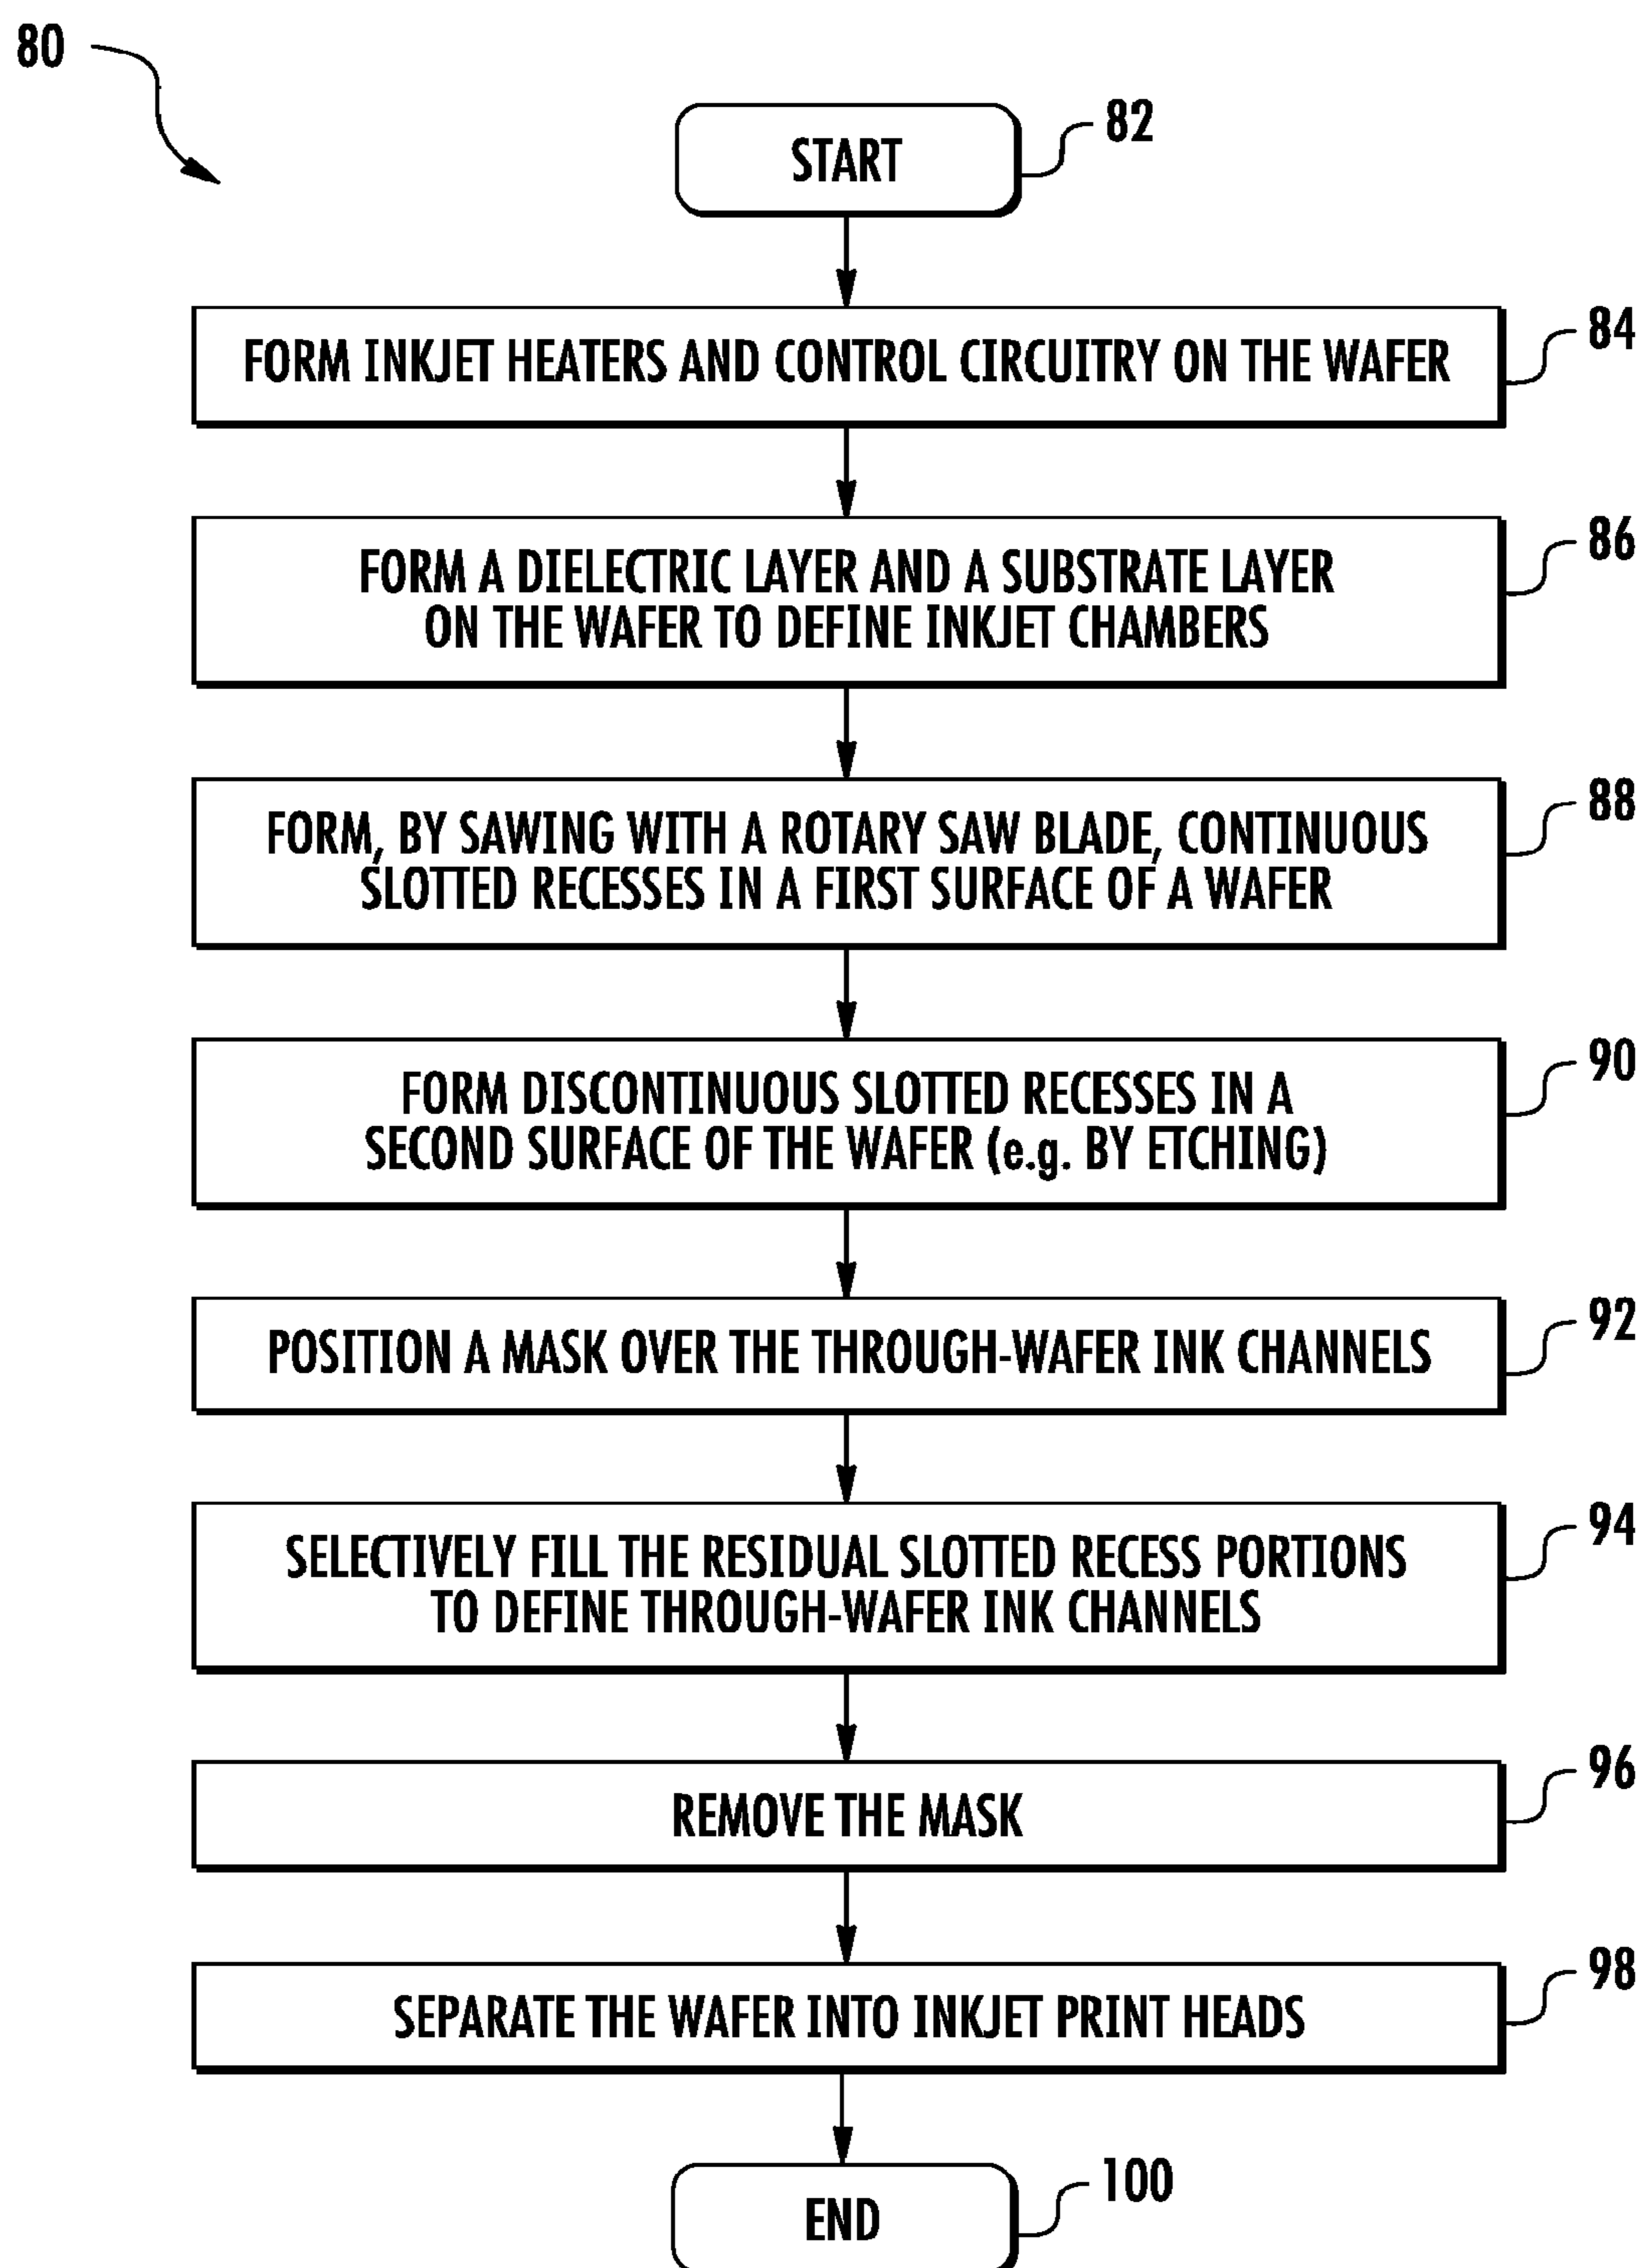 80
START
82
FORM INKJET HEATERS AND CONTROL CIRCUITRY ON THE WAFER
84
FORM A DIELECTRIC LAYER AND A SUBSTRATE LAYER
ON THE WAFER TO DEFINE INKJET CHAMBERS
86
FORM, BY SAWING WITH A ROTARY SAW BLADE, CONTINUOUS
SLOTTED RECESSES IN A FIRST SURFACE OF A WAFER
88
FORM DISCONTINUOUS SLOTTED RECESSES IN A
SECOND SURFACE OF THE WAFER (e.g. BY ETCHING)
90
POSITION A MASK OVER THE THROUGH-WAFER INK CHANNELS
92
SELECTIVELY FILL THE RESIDUAL SLOTTED RECESS PORTIONS
TO DEFINE THROUGH-WAFER INK CHANNELS
94
REMOVE THE MASK
96
SEPARATE THE WAFER INTO INKJET PRINT HEADS
98
END
100